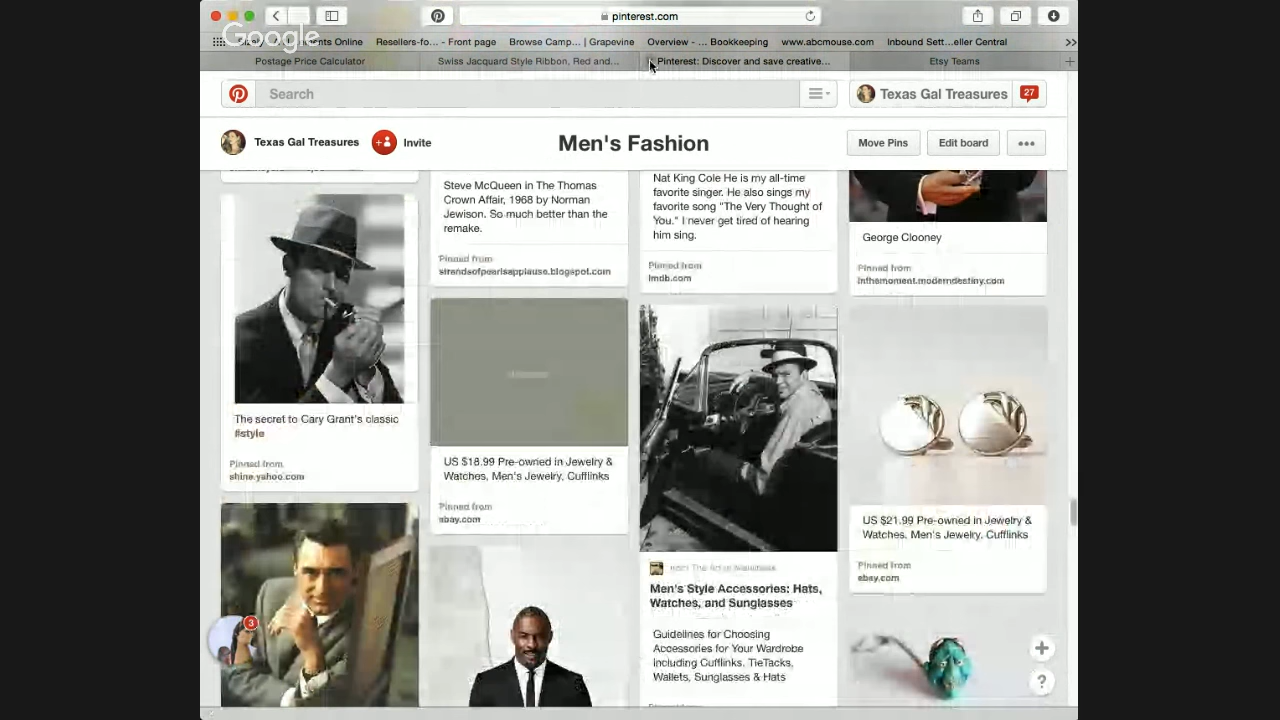 pinterest.com
Google
ents Online
Resellers-fo... - Front page
Browse Camp... | Grapevine
Overview - ... Bookkeeping
www.abcmouse.com
Inbound Sett...eller Central
Postage Price Calculator
Swiss Jacquard Style Ribbon, Red and...
Pinterest: Discover and save creative...
Etsy Teams
Search
Texas Gal Treasures
27
Texas Gal Treasures
Invite
Men's Fashion
Move Pins
Edit board
Steve McQueen in The Thomas
Crown Affair, 1968 by Norman
Jewison. So much better than the
remake.
Pinned from
strandsofpearlsapplause.blogspot.com
Nat King Cole He is my all-time
favorite singer. He also sings my
favorite song "The Very Thought of
You." I never get tired of hearing
him sing.
Pinned from
imdb.com
George Clooney
Pinned from
inthemoment.moderndestiny.com
The secret to Cary Grant's classic
#style
Pinned from
shine.yahoo.com
US $18.99 Pre-owned in Jewelry &
Watches, Men's Jewelry, Cufflinks
Pinned from
ebay.com
Men's Style Accessories: Hats,
Watches, and Sunglasses
Guidelines for Choosing
Accessories for Your Wardrobe
including Cufflinks, TieTacks,
Wallets, Sunglasses & Hats
US $21.99 Pre-owned in Jewelry &
Watches, Men's Jewelry, Cufflinks
Pinned from
ebay.com
3
+
?